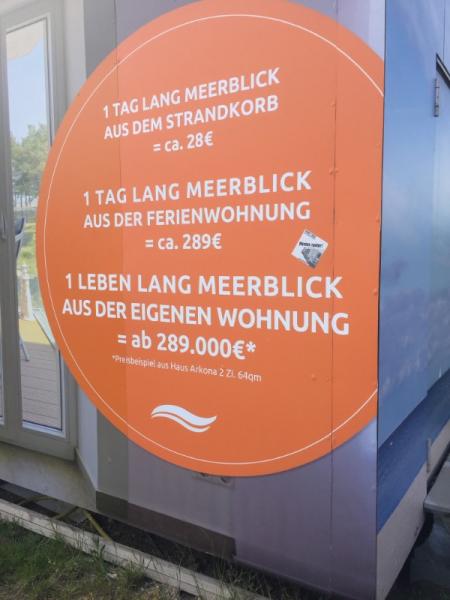 1 TAG LANG MEERBLICK
AUS DEM STRANDKORB
= ca. 28€
1 TAG LANG MEERBLICK
AUS DER FERIENWOHNUNG
= ca. 289€
1 LEBEN LANG MEERBLICK
AUS DER EIGENEN WOHNUNG
= ab 289.000€*
*Preisbeispiel aus Haus Arkona 2 Zi. 64qm